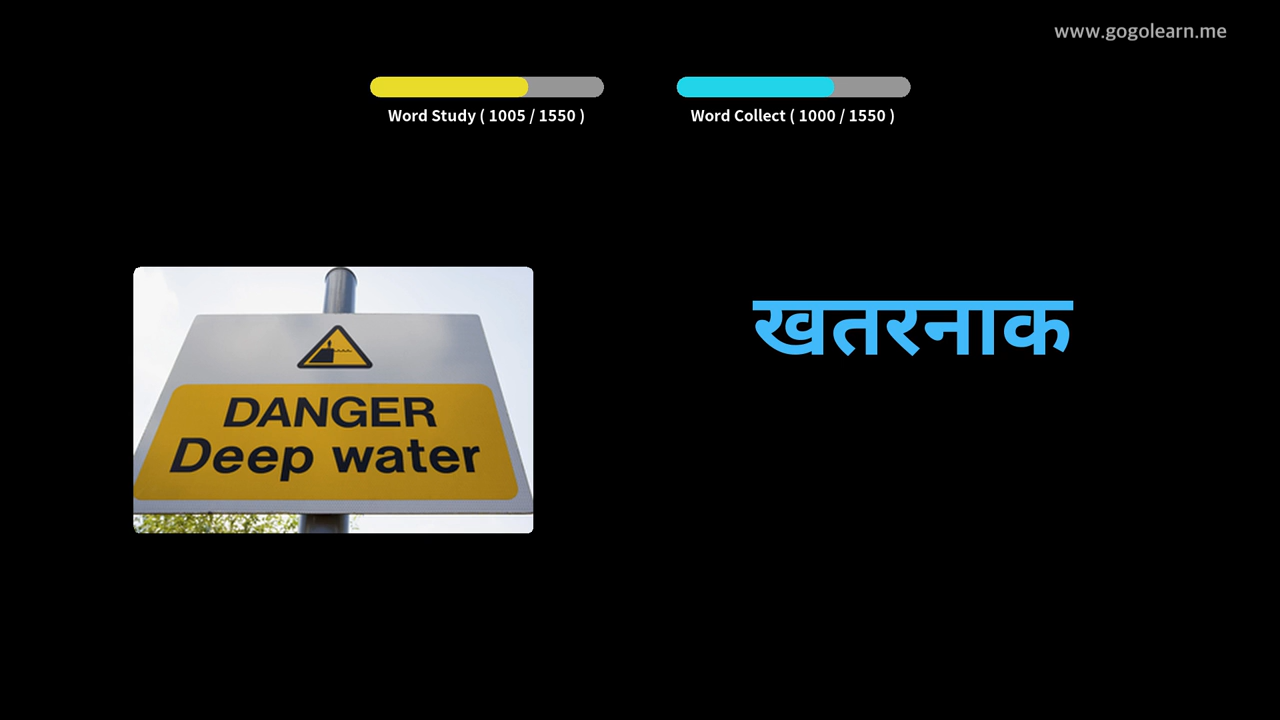 www.gogolearn.me
Word Study ( 1005 / 1550 )
Word Collect ( 1000 / 1550 )
DANGER
Deep water
खतरनाक